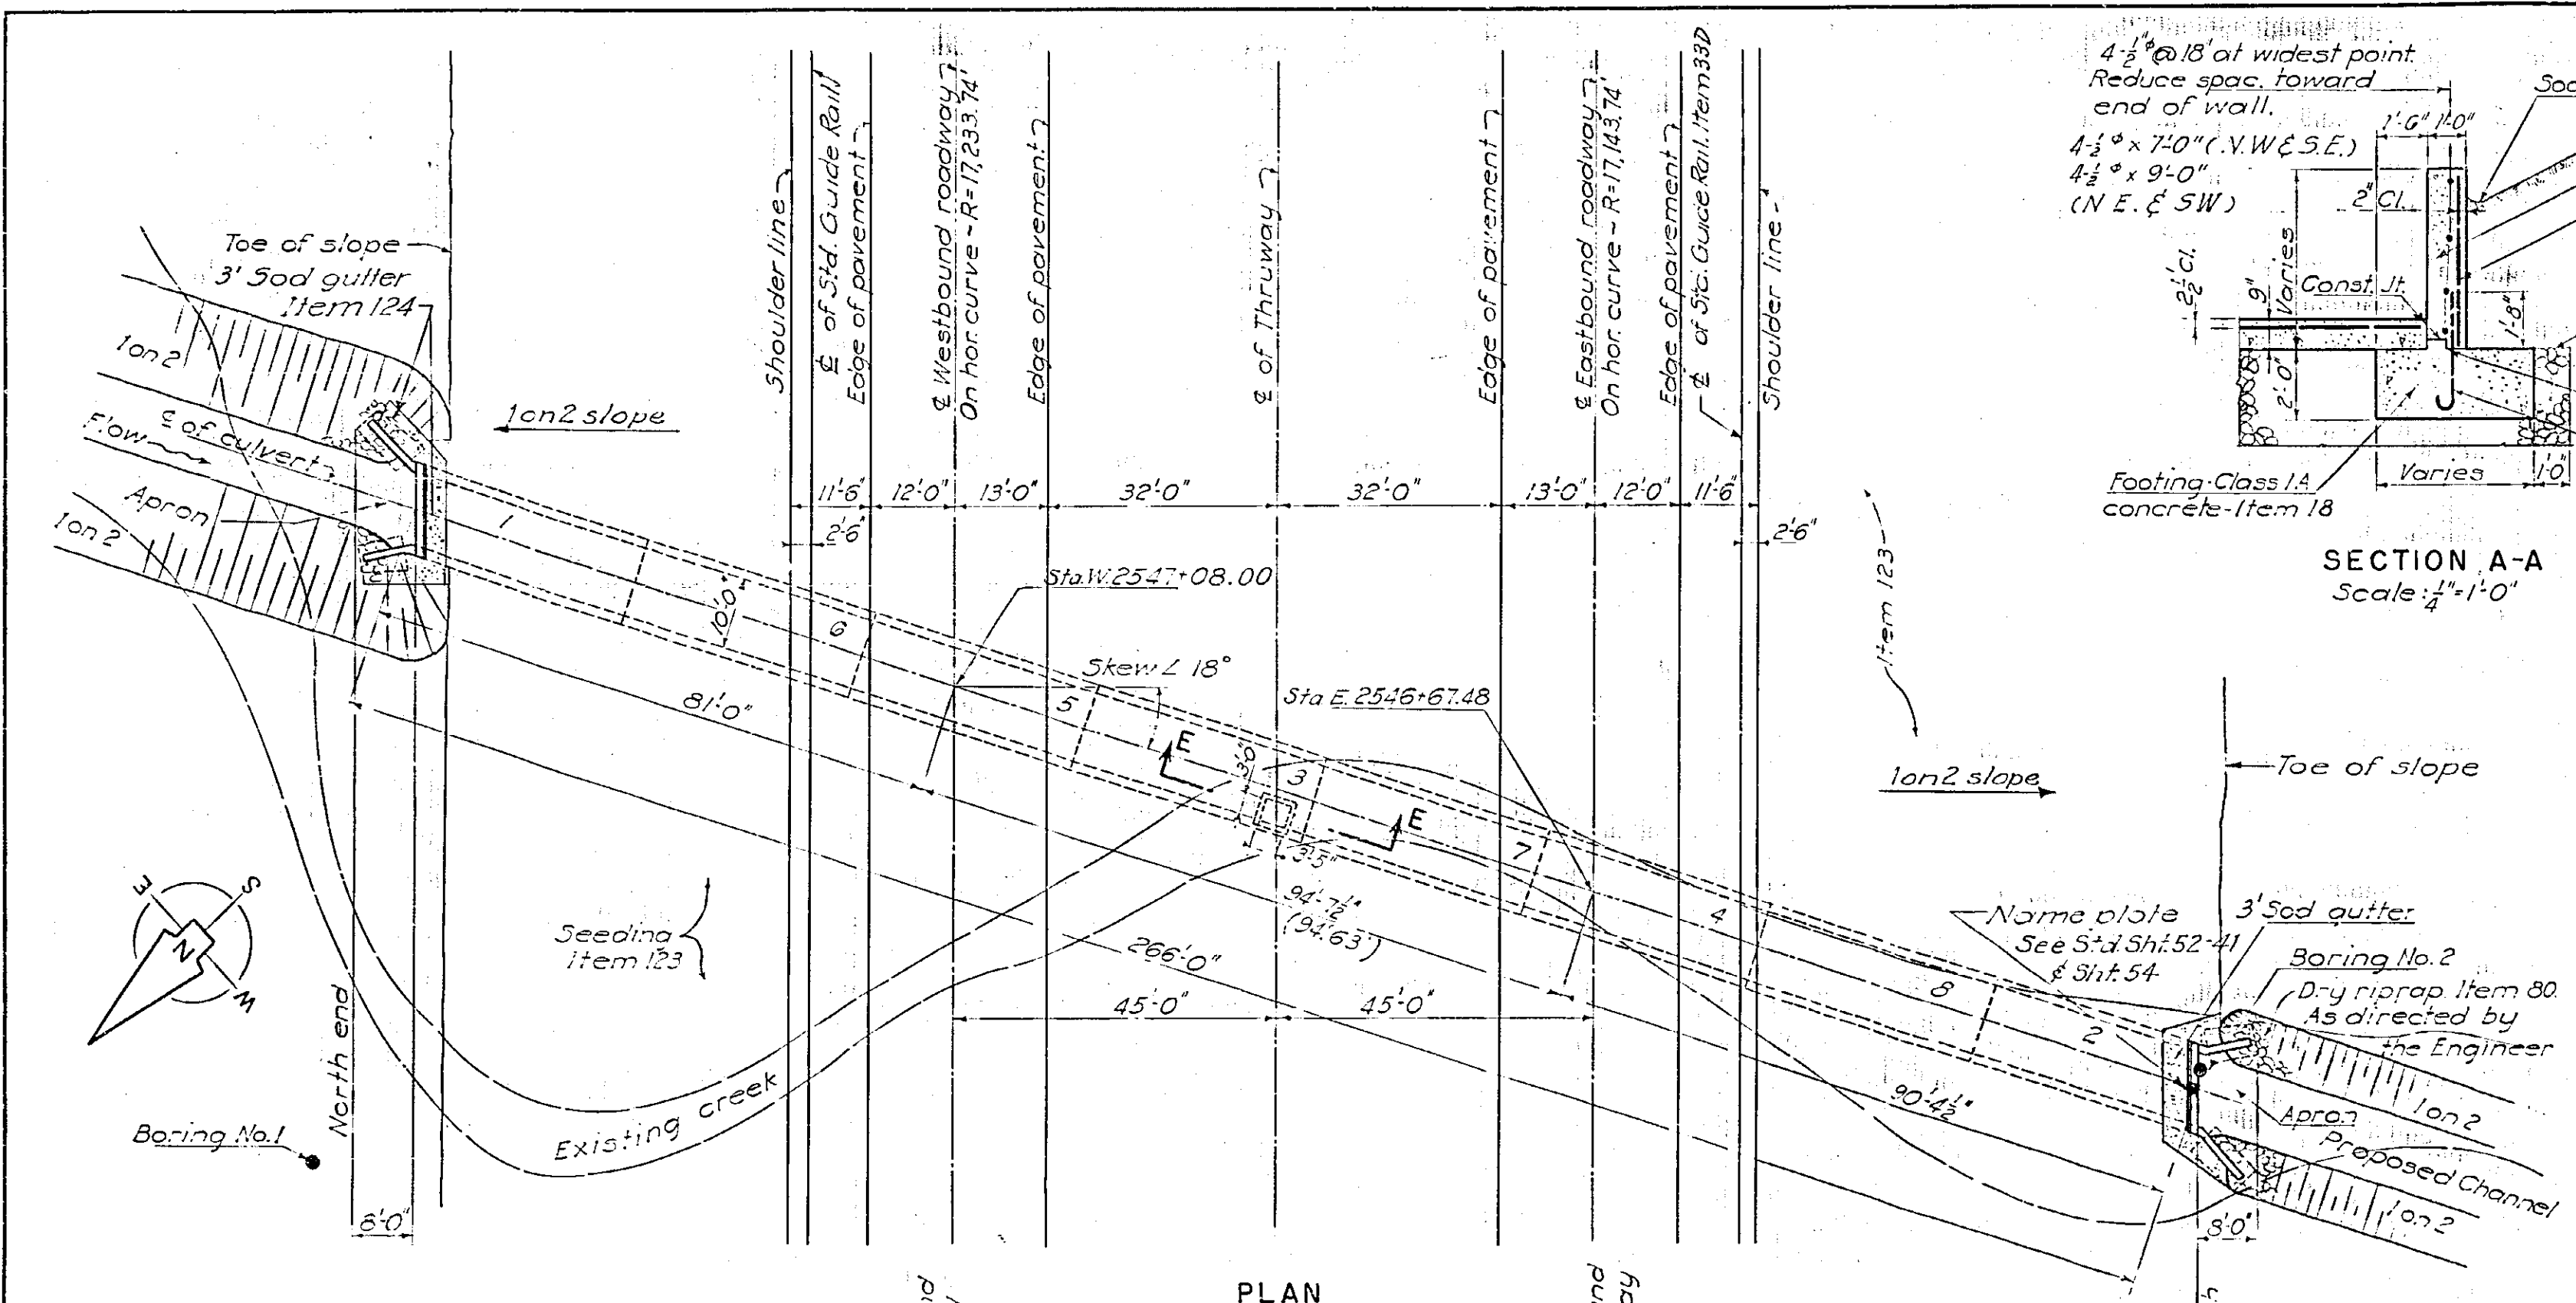 Toe of slope
3' Sod gutter
Item 124
1 on 2
Flow
℄ of culvert
Apron
1 on 2
1 on 2 slope
Shoulder line
℄ of Std. Guide Rail
Edge of pavement
℄ Westbound roadway
On hor. curve - R=17,233.74'
Edge of pavement
℄ of Thruway
Edge of pavement
℄ Eastbound roadway
On hor. curve - R=17,143.74'
Edge of pavement
℄ of Std. Guide Rail. Item 33D
Shoulder line
11'-6" 12'-0" 13'-0" 32'-0" 32'-0" 13'-0" 12'-0" 11'-6"
2'-6"
2'-6"
1
10'-0"
6
Sta. W. 2547+08.00
Skew ∠ 18°
5
81'-0"
Sta E. 2546+67.48
E
3'-0"
3
E
3'-5"
7
94'-7½"
(94.63')
266'-0"
45'-0" 45'-0"
4
8
2
90'-4½"
Item 123
1 on 2 slope
Toe of slope
Name plate
See Std. Sht. 52-41
& Sht. 54
3' Sod gutter
Boring No. 2
Dry riprap Item 80.
As directed by
the Engineer
1 on 2
Apron
Proposed Channel
1 on 2
8'-0"
Seeding
Item 123
Existing creek
N
S
E
W
North end
Boring No. 1
8'-0"
PLAN
4-½"φ @ 18" at widest point.
Reduce spac. toward
end of wall.
4-½"φ x 7'-0" (N.W & S.E.)
4-½"φ x 9'-0"
(N E. & SW)
1'-6" 1'-0"
2" Cl.
Varies
2½" Cl.
9"
Const. Jt.
1'-8"
2'-0"
Footing-Class 1A
concrete-Item 18
Varies 1'-0"
SECTION A-A
Scale: ¼"=1'-0"